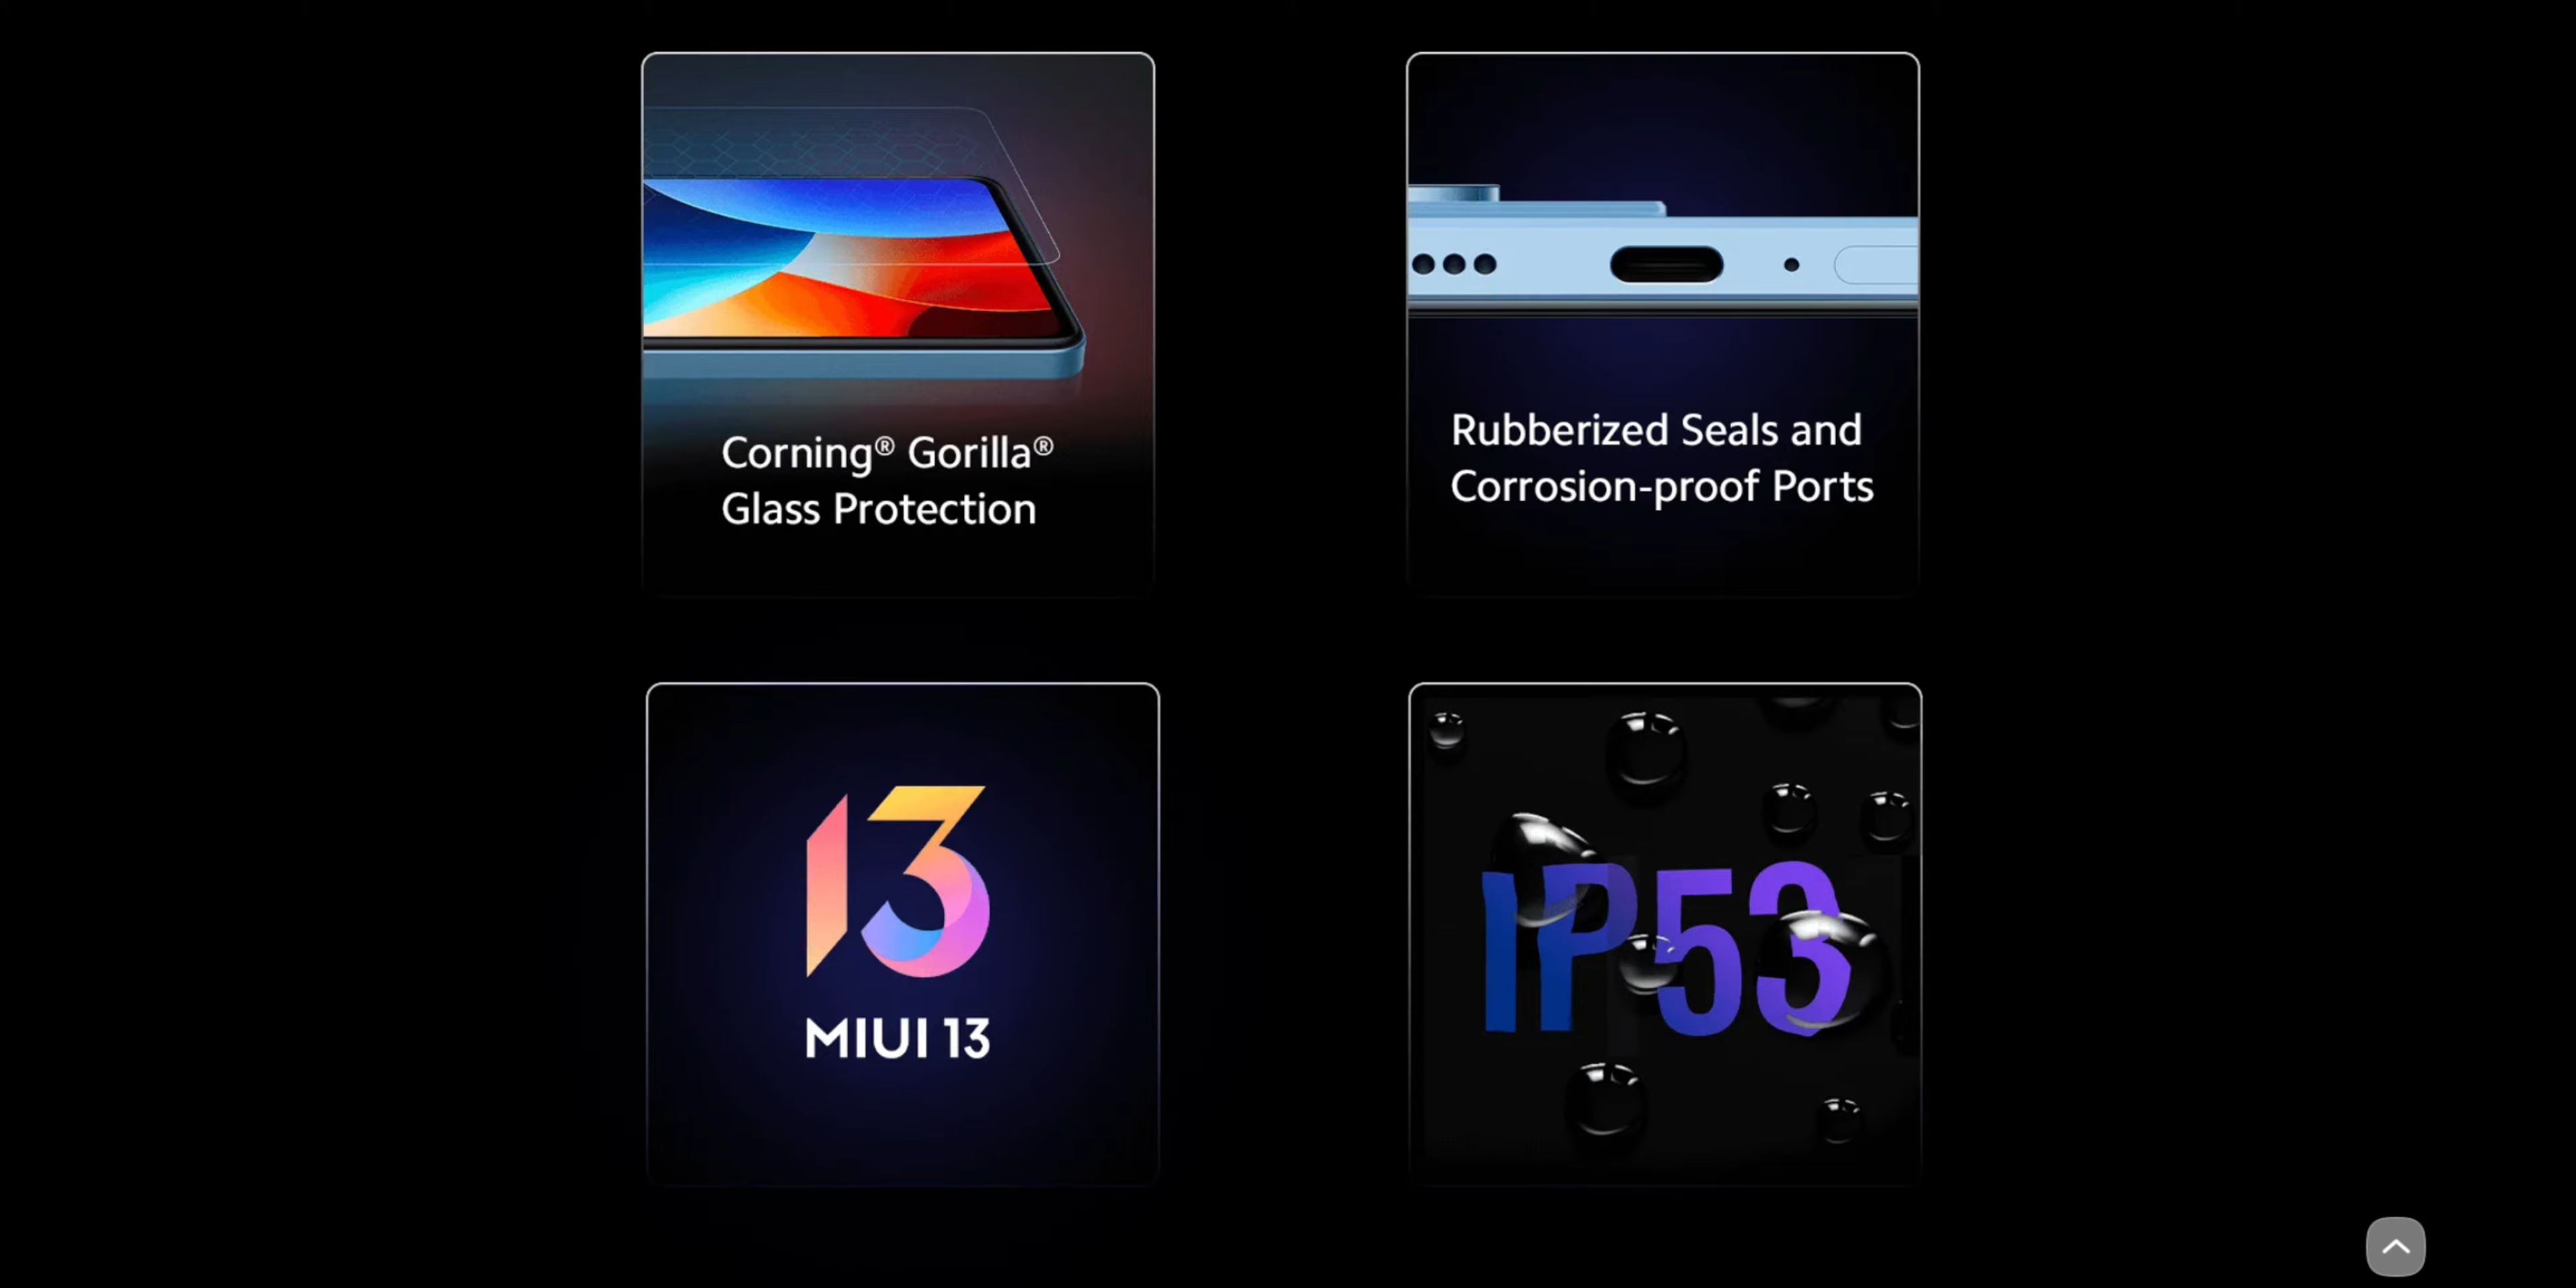 Corning® Gorilla®
Glass Protection
Rubberized Seals and
Corrosion-proof Ports
13
MIUI 13
IP53